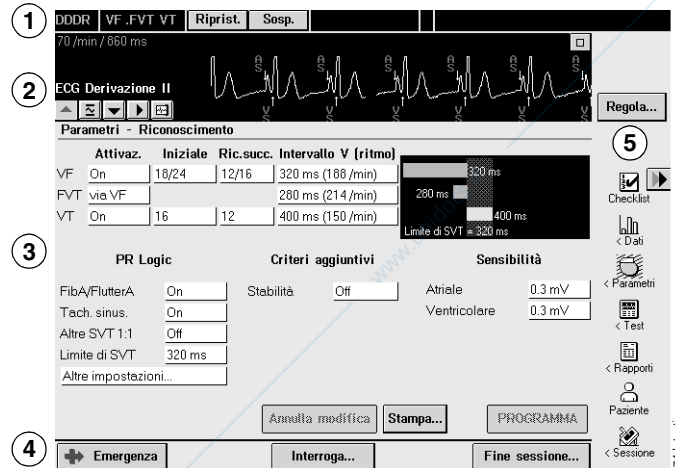 1
DDDR VF .FVT VT Riprist. Sosp.
70 /min / 860 ms
A S A S A S A S
2
ECG Derivazione II
V S V S V S V S
Regola...
Parametri - Riconoscimento
5
Attivaz. Iniziale Ric.succ. Intervallo V (ritmo)
VF On 18/24 12/16 320 ms (188 /min)
FVT via VF 280 ms (214 /min)
VT On 16 12 400 ms (150 /min)
320 ms
280 ms
400 ms
Limite di SVT = 320 ms
Checklist
< Dati
3
PR Logic Criteri aggiuntivi Sensibilità
< Parametri
FibA/FlutterA On Stabilità Off Atriale 0.3 mV
Tach. sinus. On Ventricolare 0.3 mV
< Test
Altre SVT 1:1 Off
Limite di SVT 320 ms
< Rapporti
Altre impostazioni...
Annulla modifica Stampa... PROGRAMMA
Paziente
4
Emergenza Interroga... Fine sessione...
< Sessione